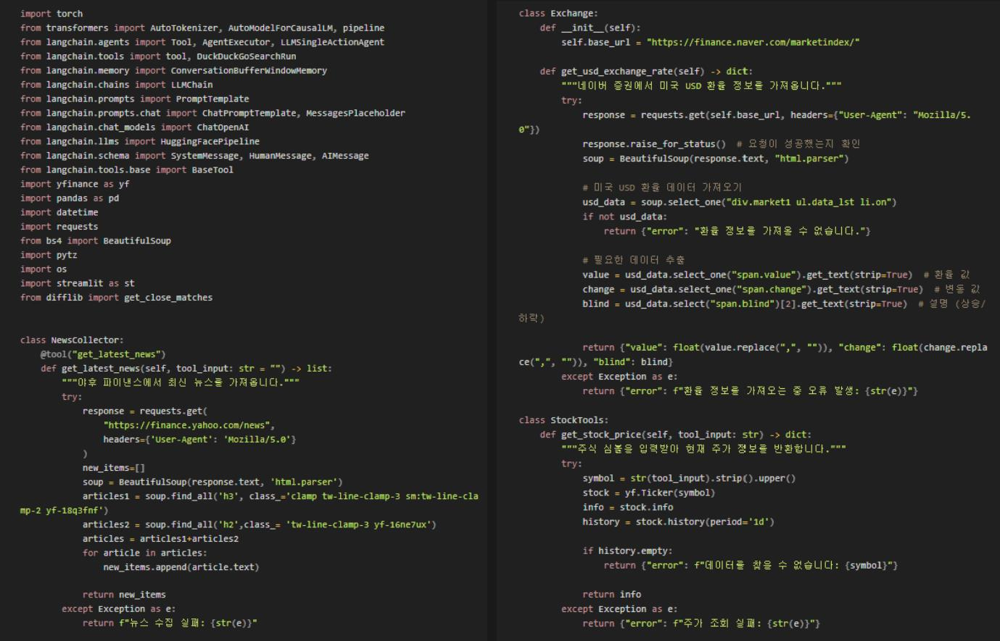 import torch
from transformers import AutoTokenizer, AutoModelForCausalLM, pipeline
from langchain.agents import Tool, AgentExecutor, LLMSingleActionAgent
from langchain.tools import tool, DuckDuckGoSearchRun
from langchain.memory import ConversationBufferWindowMemory
from langchain.chains import LLMChain
from langchain.prompts import PromptTemplate
from langchain.prompts.chat import ChatPromptTemplate, MessagesPlaceholder
from langchain.chat_models import ChatOpenAI
from langchain.llms import HuggingFacePipeline
from langchain.schema import SystemMessage, HumanMessage, AIMessage
from langchain.tools.base import BaseTool
import yfinance as yf
import pandas as pd
import datetime
import requests
from bs4 import BeautifulSoup
import pytz
import os
import streamlit as st
from difflib import get_close_matches
class NewsCollector:
    @tool("get_latest_news")
    def get_latest_news(self, tool_input: str = "") -> list:
        """야후 파이낸스에서 최신 뉴스를 가져옵니다."""
        try:
            response = requests.get(
                "https://finance.yahoo.com/news",
                headers={'User-Agent': 'Mozilla/5.0'}
            )
            new_items=[]
            soup = BeautifulSoup(response.text, 'html.parser')
            articles1 = soup.find_all('h3', class_='clamp tw-line-clamp-3 sm:tw-line-cla
mp-2 yf-18q3fnf')
            articles2 = soup.find_all('h2',class_= 'tw-line-clamp-3 yf-16ne7ux')
            articles = articles1+articles2
            for article in articles:
                new_items.append(article.text)
            return new_items
        except Exception as e:
            return f"뉴스 수집 실패: {str(e)}"
class Exchange:
    def __init__(self):
        self.base_url = "https://finance.naver.com/marketindex/"
    def get_usd_exchange_rate(self) -> dict:
        """네이버 증권에서 미국 USD 환율 정보를 가져옵니다."""
        try:
            response = requests.get(self.base_url, headers={"User-Agent": "Mozilla/5.
0"})
            response.raise_for_status()  # 요청이 성공했는지 확인
            soup = BeautifulSoup(response.text, "html.parser")
            # 미국 USD 환율 데이터 가져오기
            usd_data = soup.select_one("div.market1 ul.data_lst li.on")
            if not usd_data:
                return {"error": "환율 정보를 가져올 수 없습니다."}
            # 필요한 데이터 추출
            value = usd_data.select_one("span.value").get_text(strip=True)  # 환율 값
            change = usd_data.select_one("span.change").get_text(strip=True)  # 변동 값
            blind = usd_data.select("span.blind")[2].get_text(strip=True)  # 설명 (상승/
하락)
            return {"value": float(value.replace(",", "")), "change": float(change.repla
ce(",", "")), "blind": blind}
        except Exception as e:
            return {"error": f"환율 정보를 가져오는 중 오류 발생: {str(e)}"}
class StockTools:
    def get_stock_price(self, tool_input: str) -> dict:
        """주식 심볼을 입력받아 현재 주가 정보를 반환합니다."""
        try:
            symbol = str(tool_input).strip().upper()
            stock = yf.Ticker(symbol)
            info = stock.info
            history = stock.history(period='1d')
            if history.empty:
                return {"error": f"데이터를 찾을 수 없습니다: {symbol}"}
            return info
        except Exception as e:
            return {"error": f"주가 조회 실패: {str(e)}"}